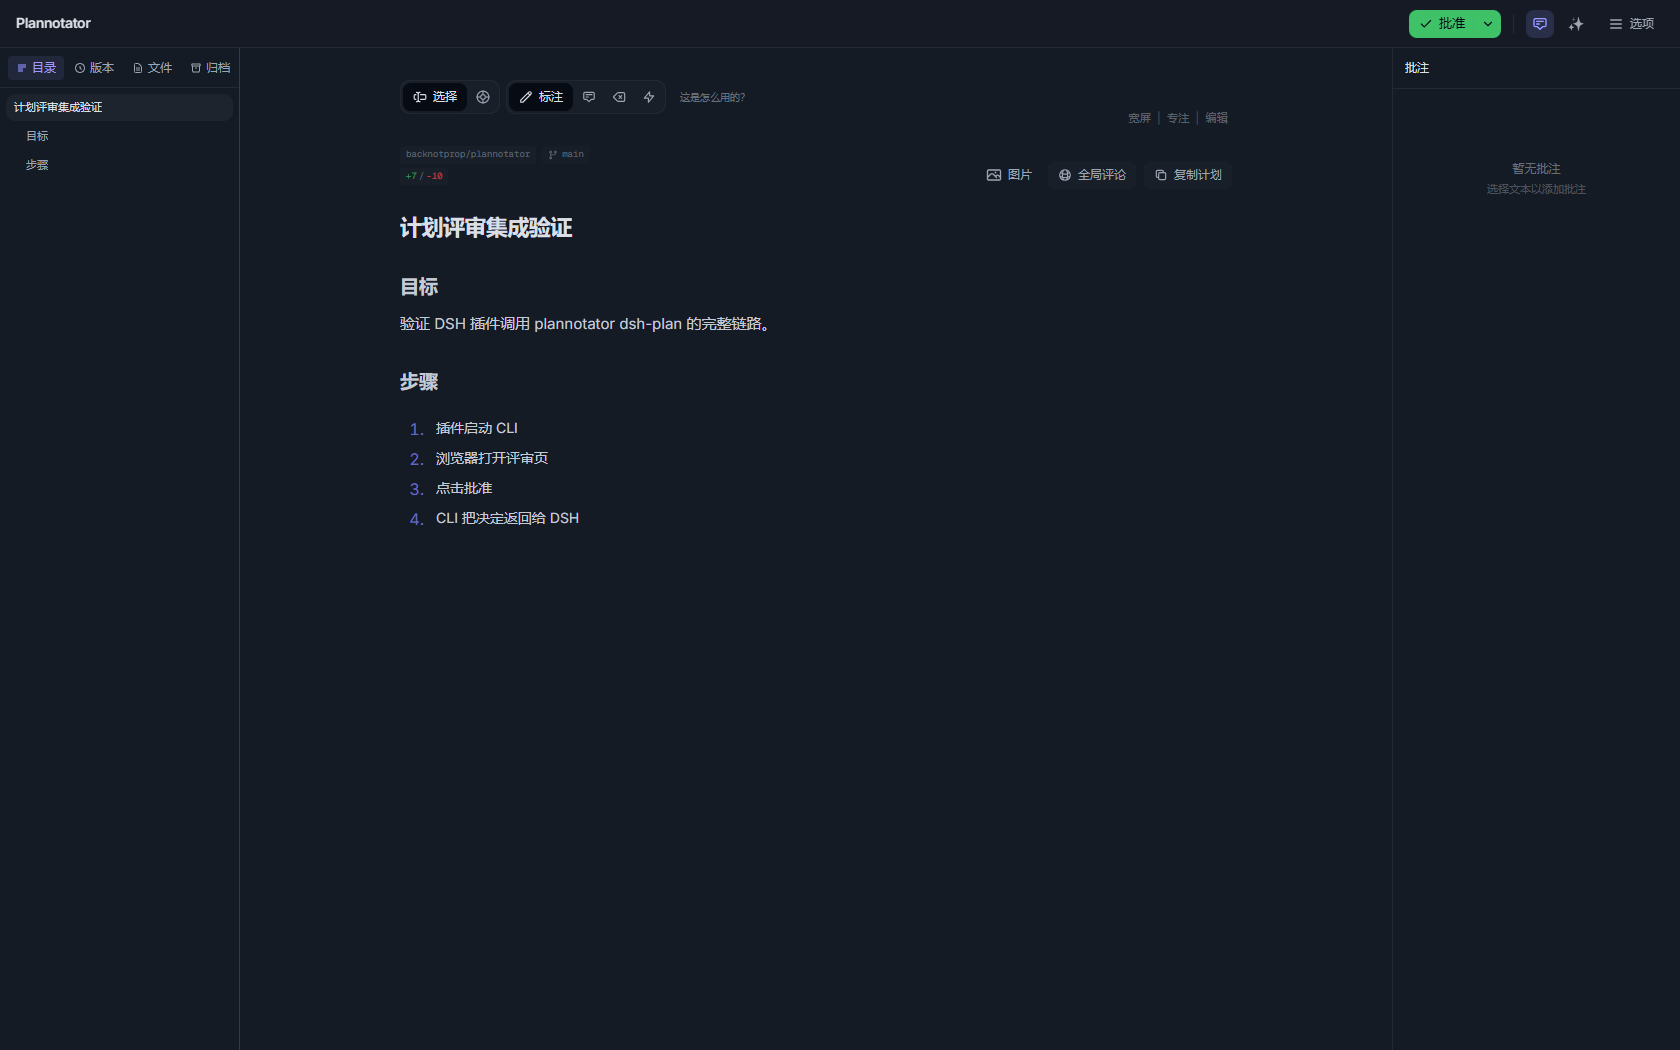 Plannotator
批准
选项
目录 版本 文件 归档
计划评审集成验证
目标
步骤
选择 标注 这是怎么用的?
宽屏 | 专注 | 编辑
backnotprop/plannotator main
+7 / -10
图片 全局评论 复制计划
计划评审集成验证
目标
验证 DSH 插件调用 plannotator dsh-plan 的完整链路。
步骤
1. 插件启动 CLI
2. 浏览器打开评审页
3. 点击批准
4. CLI 把决定返回给 DSH
批注
暂无批注
选择文本以添加批注